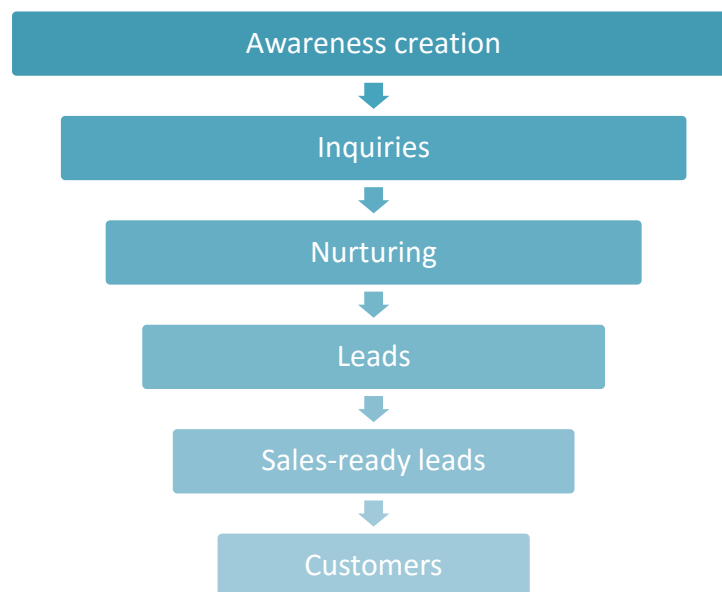 Awareness creation
Inquiries
Nurturing
Leads
Sales-ready leads
Customers